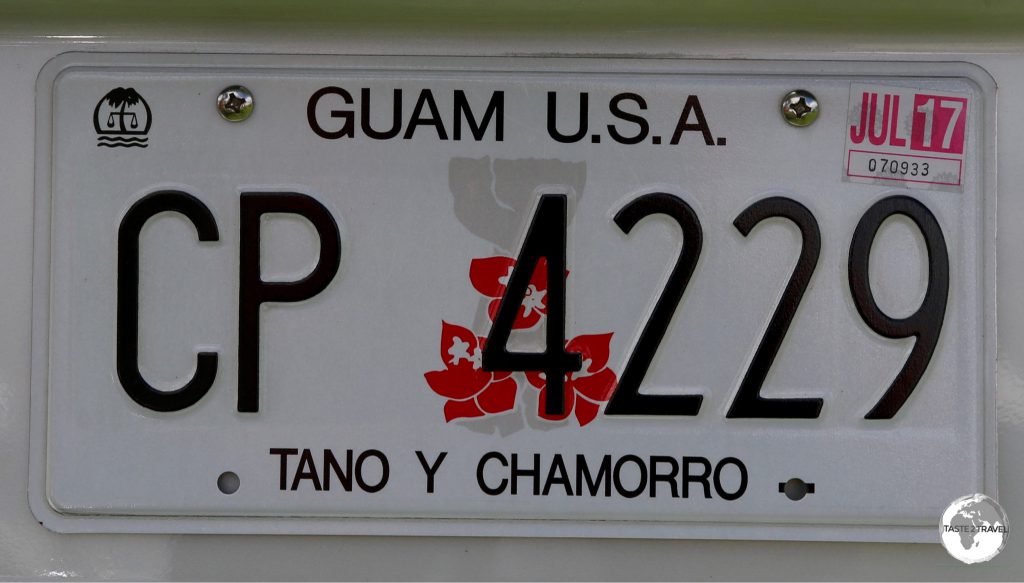 GUAM U.S.A.
JUL 17
070933
CP 4229
TANO Y CHAMORRO
TASTE2TRAVEL